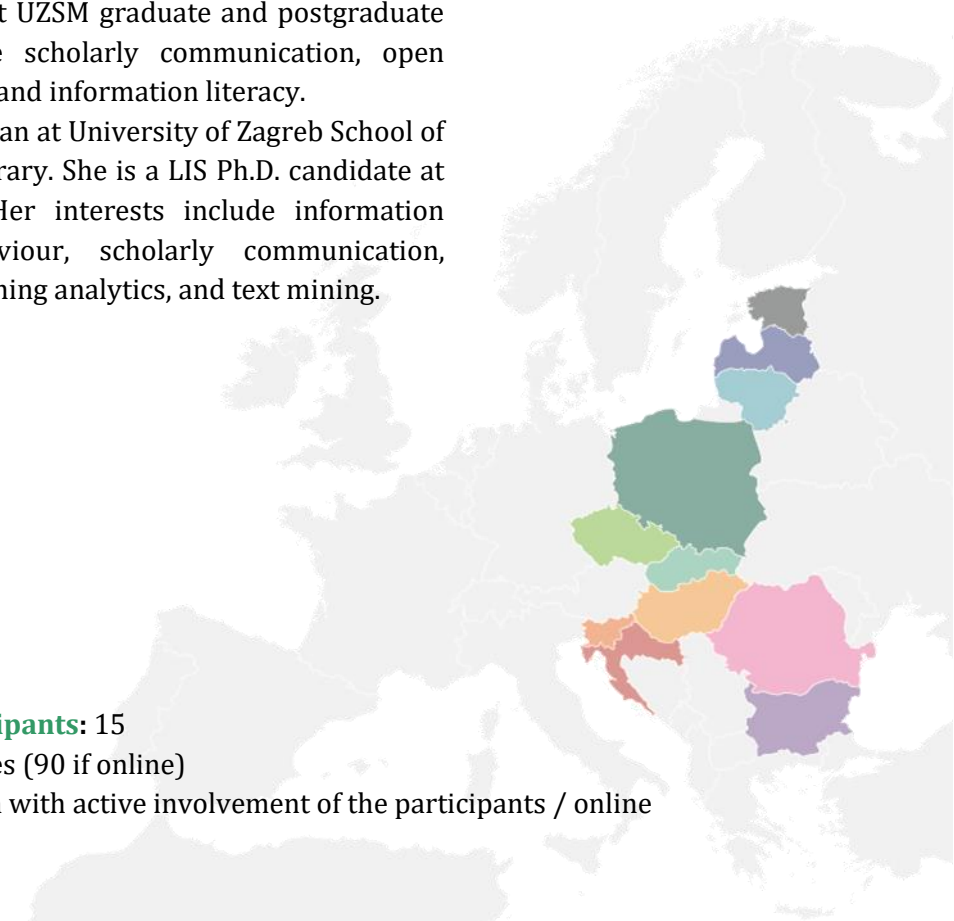 t UZSM graduate and postgraduate
scholarly communication, open
and information literacy.
an at University of Zagreb School of
rary. She is a LIS Ph.D. candidate at
Her interests include information
viour, scholarly communication,
ning analytics, and text mining.
ipants: 15
es (90 if online)
with active involvement of the participants / online